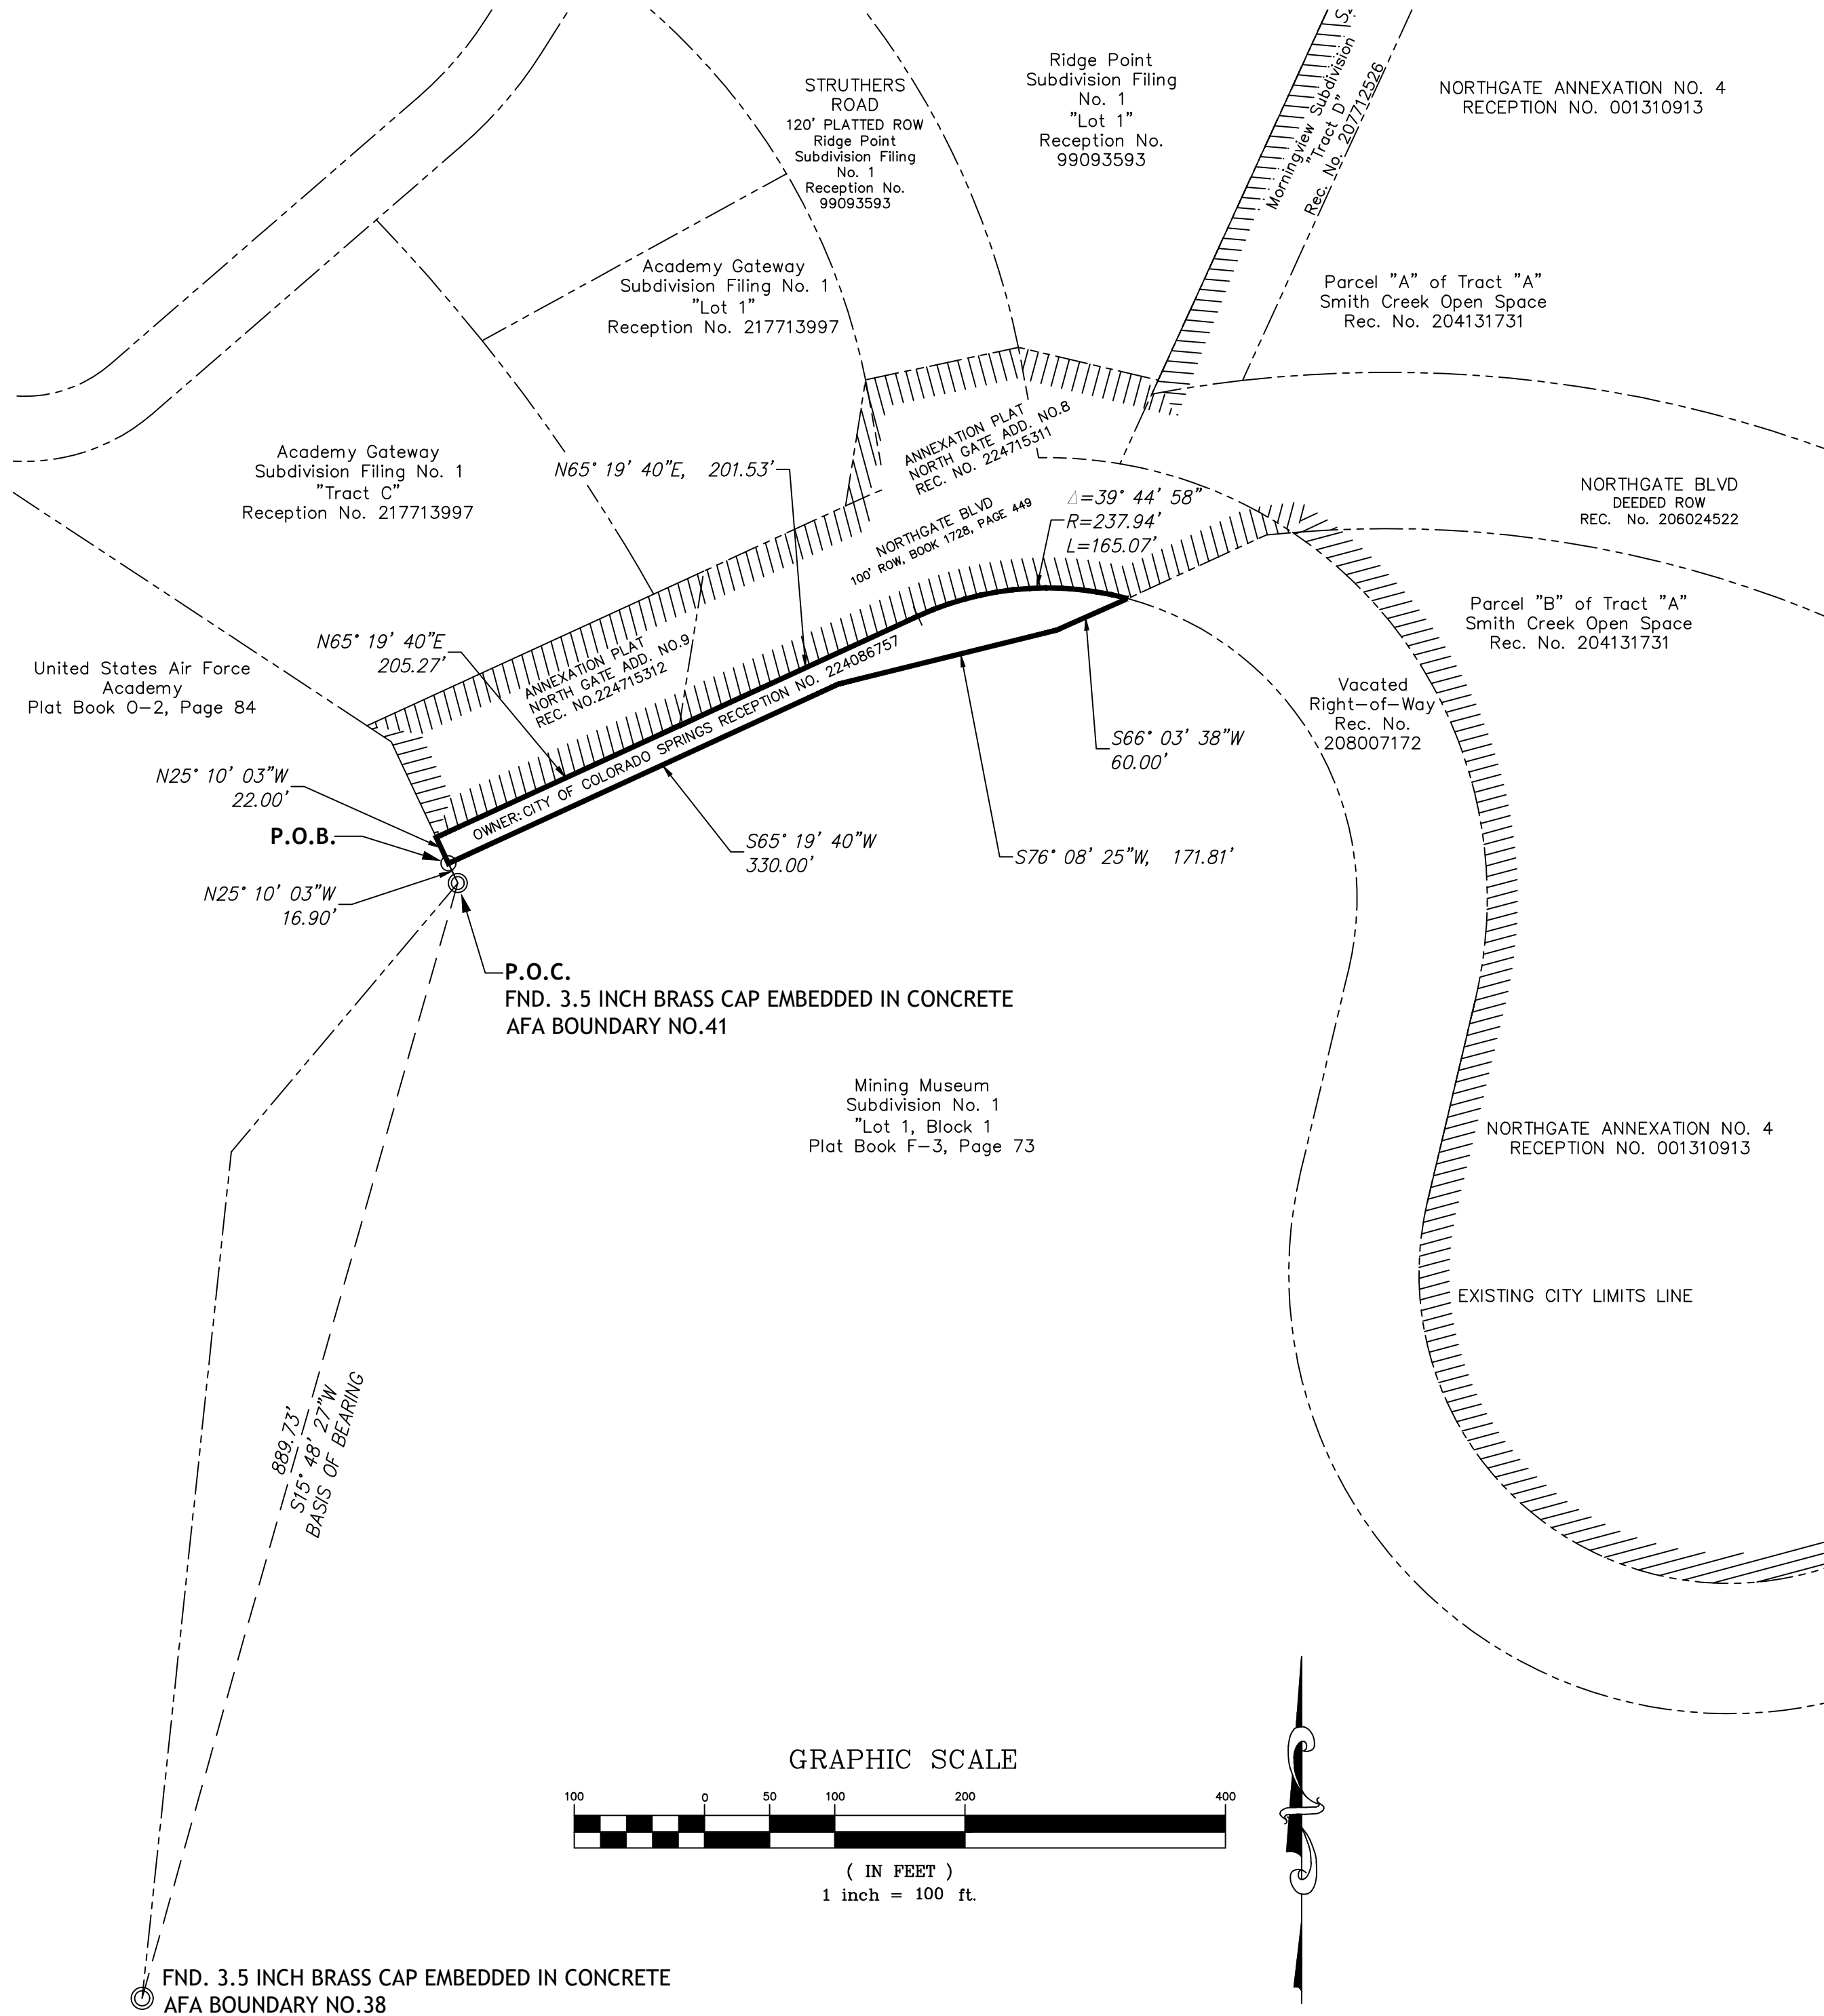 STRUTHERS
ROAD
120' PLATTED ROW
Ridge Point
Subdivision Filing
No. 1
Reception No.
99093593
Ridge Point
Subdivision Filing
No. 1
"Lot 1"
Reception No.
99093593
Morningview Subdivision
"Tract D"
Rec. No. 207712526
NORTHGATE ANNEXATION NO. 4
RECEPTION NO. 001310913
Academy Gateway
Subdivision Filing No. 1
"Lot 1"
Reception No. 217713997
Parcel "A" of Tract "A"
Smith Creek Open Space
Rec. No. 204131731
Academy Gateway
Subdivision Filing No. 1
"Tract C"
Reception No. 217713997
N65° 19' 40"E, 201.53'
ANNEXATION PLAT
NORTH GATE ADD. NO.8
REC. NO. 224715311
NORTHGATE BLVD
100' ROW, BOOK 1728, PAGE 449
Δ=39° 44' 58"
R=237.94'
L=165.07'
NORTHGATE BLVD
DEEDED ROW
REC. No. 206024522
Parcel "B" of Tract "A"
Smith Creek Open Space
Rec. No. 204131731
N65° 19' 40"E
205.27'
ANNEXATION PLAT
NORTH GATE ADD. NO.9
REC. NO.224715312
United States Air Force
Academy
Plat Book O-2, Page 84
Vacated
Right-of-Way
Rec. No.
208007172
OWNER: CITY OF COLORADO SPRINGS RECEPTION NO. 224086757
S66° 03' 38"W
60.00'
N25° 10' 03"W
22.00'
P.O.B.
S65° 19' 40"W
330.00'
S76° 08' 25"W, 171.81'
N25° 10' 03"W
16.90'
P.O.C.
FND. 3.5 INCH BRASS CAP EMBEDDED IN CONCRETE
AFA BOUNDARY NO.41
Mining Museum
Subdivision No. 1
"Lot 1, Block 1
Plat Book F-3, Page 73
NORTHGATE ANNEXATION NO. 4
RECEPTION NO. 001310913
EXISTING CITY LIMITS LINE
889.73'
S15° 48' 27"W
BASIS OF BEARING
GRAPHIC SCALE
100 0 50 100 200 400
( IN FEET )
1 inch = 100 ft.
FND. 3.5 INCH BRASS CAP EMBEDDED IN CONCRETE
AFA BOUNDARY NO.38